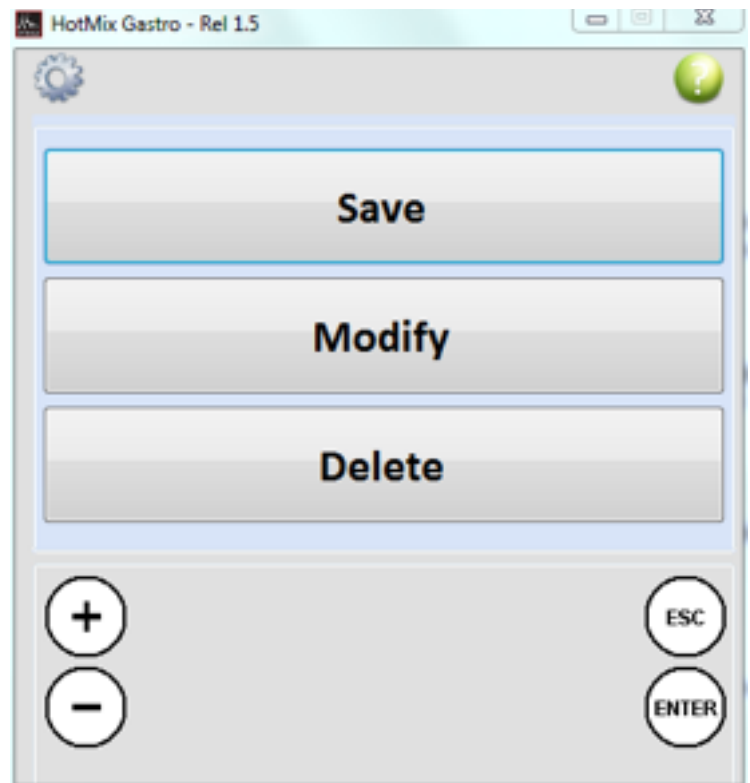 HotMix Gastro - Rel 1.5
?
Save
Modify
Delete
+
ESC
-
ENTER